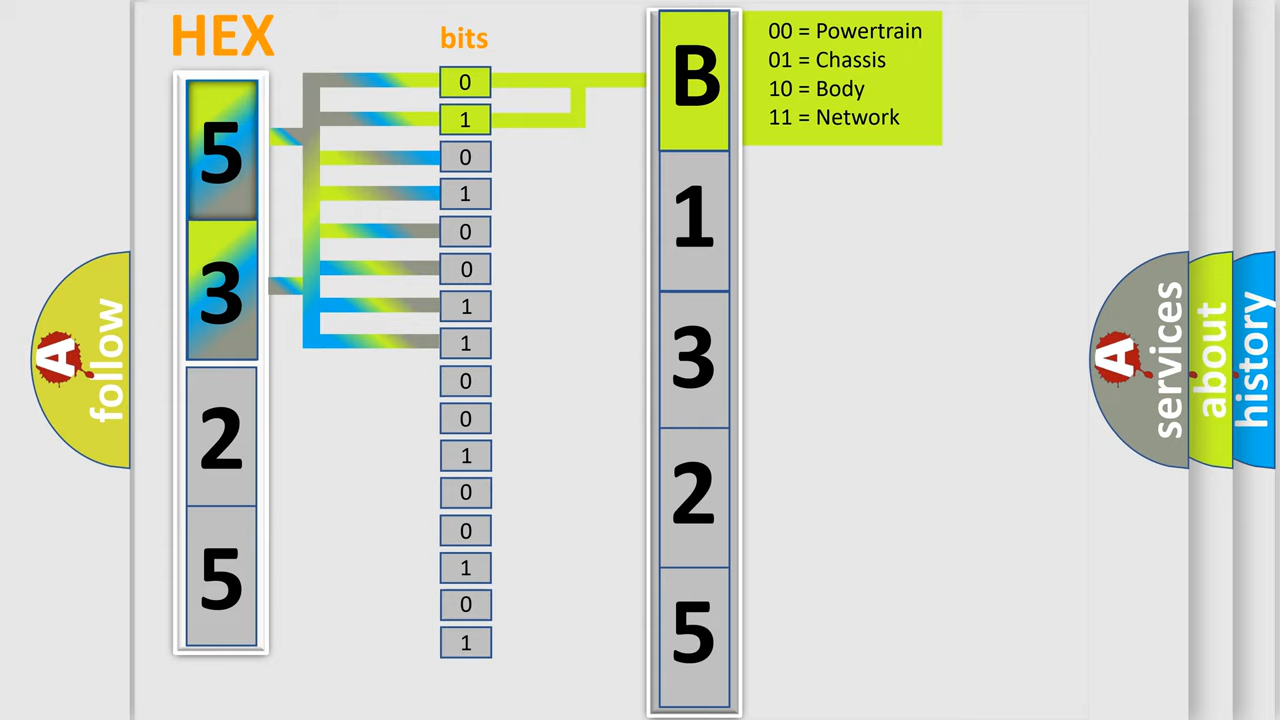 HEX
bits
5
3
2
5
0
1
0
1
0
0
1
1
0
0
1
0
0
1
0
1
B
1
3
2
5
00 = Powertrain
01 = Chassis
10 = Body
11 = Network
A
follow
A
services
about
history